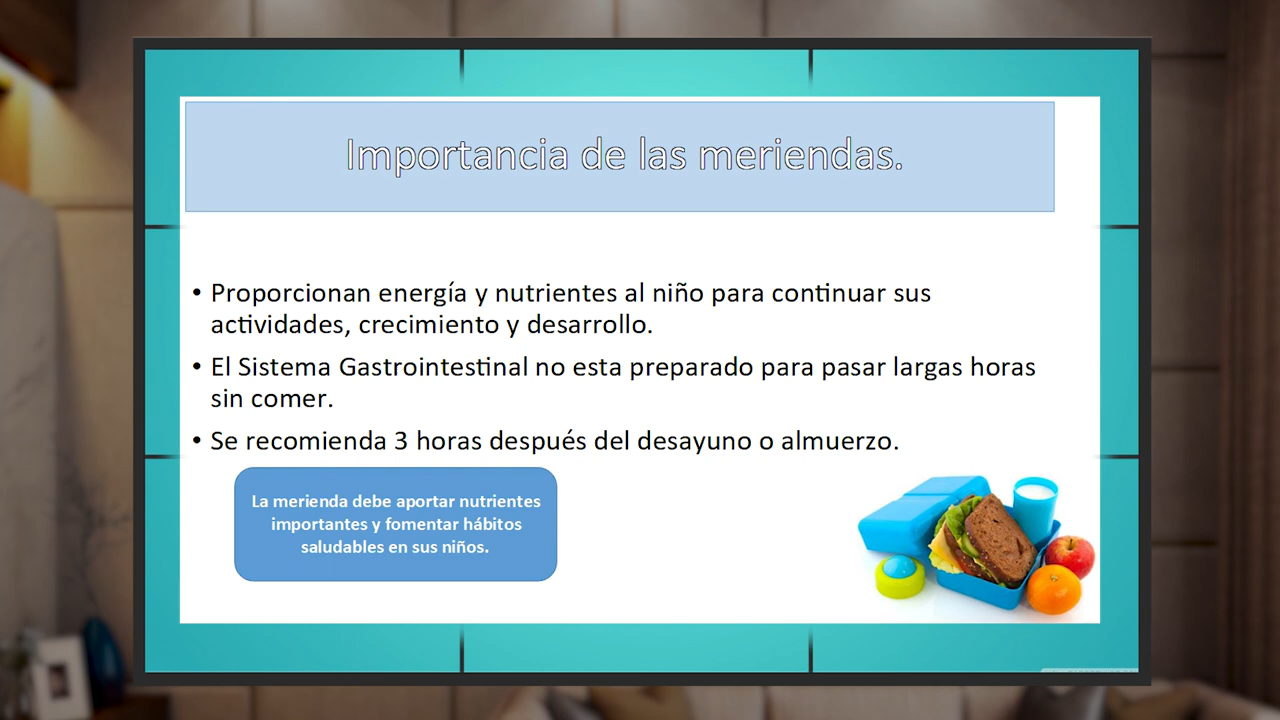 Importancia de las meriendas.
• Proporcionan energía y nutrientes al niño para continuar sus
actividades, crecimiento y desarrollo.
• El Sistema Gastrointestinal no esta preparado para pasar largas horas
sin comer.
• Se recomienda 3 horas después del desayuno o almuerzo.
La merienda debe aportar nutrientes
importantes y fomentar hábitos
saludables en sus niños.